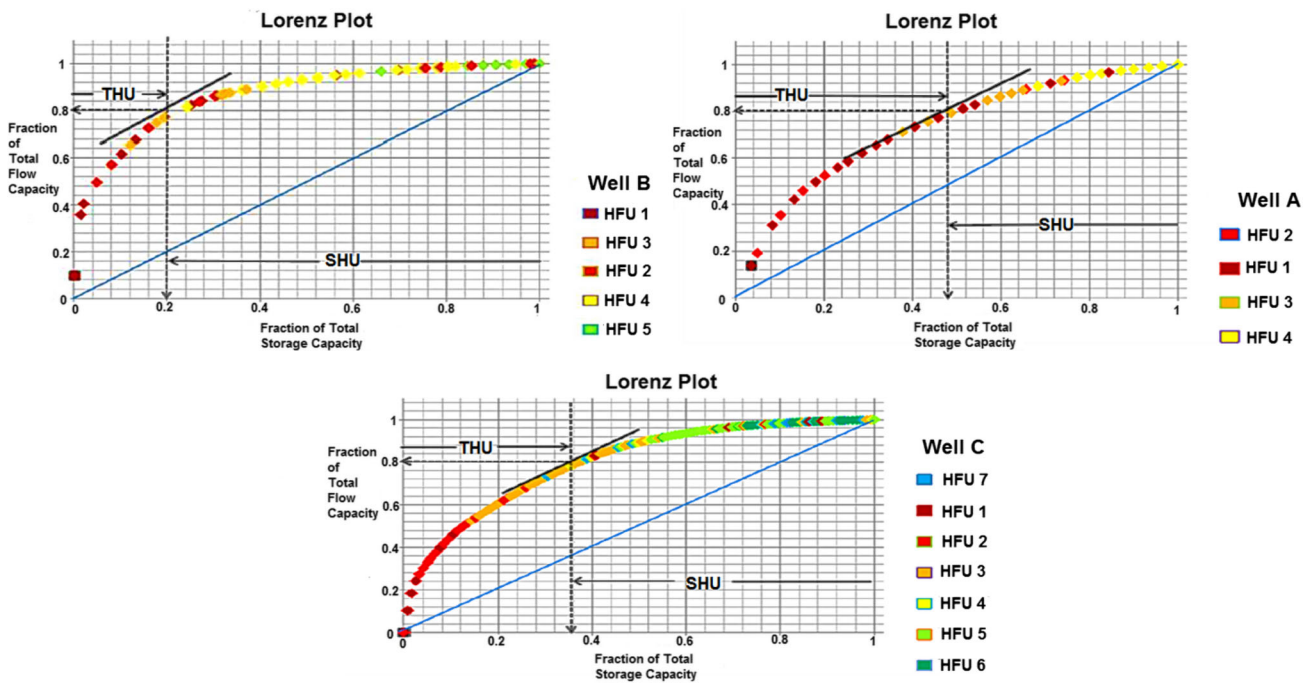 Lorenz Plot
1
THU
0.8
Fraction
of
Total
Flow
Capacity
0.6
0.4
0.2
SHU
0
0 0.2 0.4 0.6 0.8 1
Fraction of Total
Storage Capacity
Well B
HFU 1
HFU 3
HFU 2
HFU 4
HFU 5
Lorenz Plot
1
THU
0.8
Fraction
of
Total
Flow
Capacity
0.6
0.4
0.2
SHU
0
0 0.2 0.4 0.6 0.8 1
Fraction of Total
Storage Capacity
Well A
HFU 2
HFU 1
HFU 3
HFU 4
Lorenz Plot
1
THU
0.8
Fraction
of
Total
Flow
Capacity
0.6
0.4
0.2
SHU
0
0 0.2 0.4 0.6 0.8 1
Fraction of Total
Storage Capacity
Well C
HFU 7
HFU 1
HFU 2
HFU 3
HFU 4
HFU 5
HFU 6